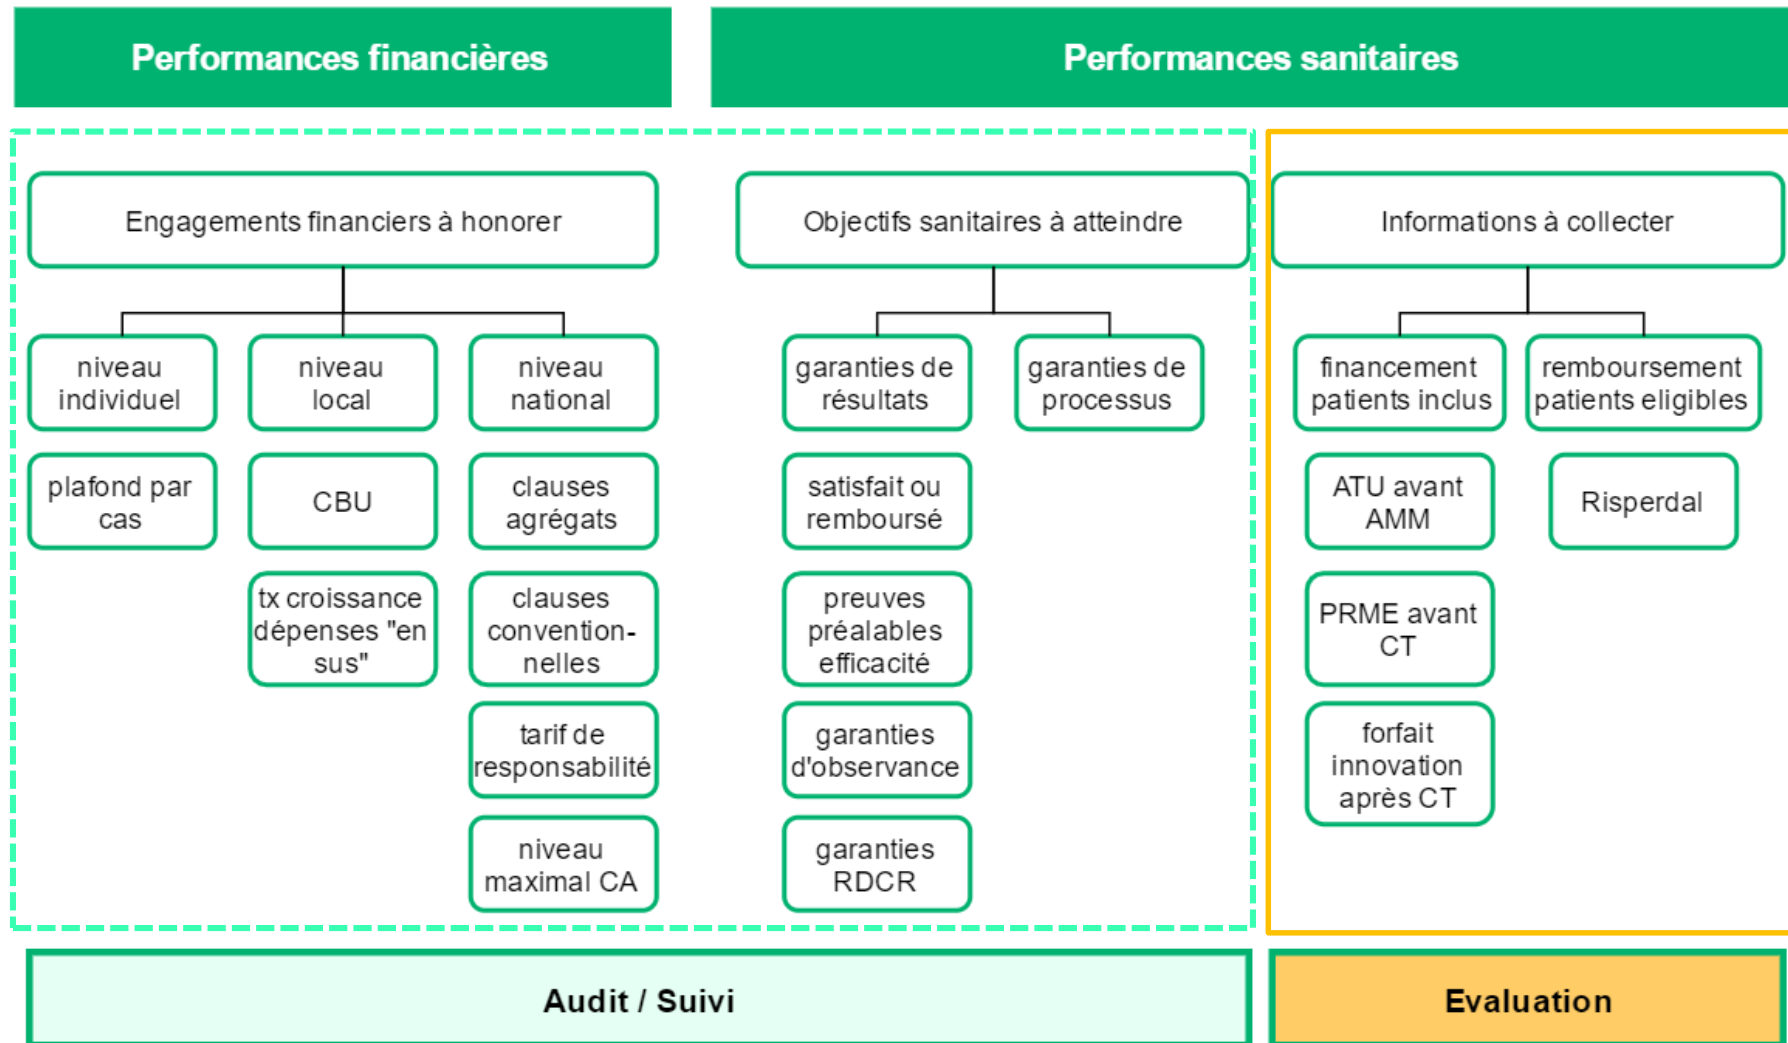 Performances financières
Performances sanitaires
Engagements financiers à honorer
Objectifs sanitaires à atteindre
Informations à collecter
niveau
individuel
niveau
local
niveau
national
garanties de
résultats
garanties de
processus
financement
patients inclus
remboursement
patients eligibles
plafond par
cas
CBU
clauses
agrégats
satisfait ou
remboursé
ATU avant
AMM
Risperdal
tx croissance
dépenses "en
sus"
clauses
convention-
nelles
preuves
préalables
efficacité
PRME avant
CT
tarif de
responsabilité
garanties
d'observance
forfait
innovation
après CT
niveau
maximal CA
garanties
RDCR
Audit / Suivi
Evaluation